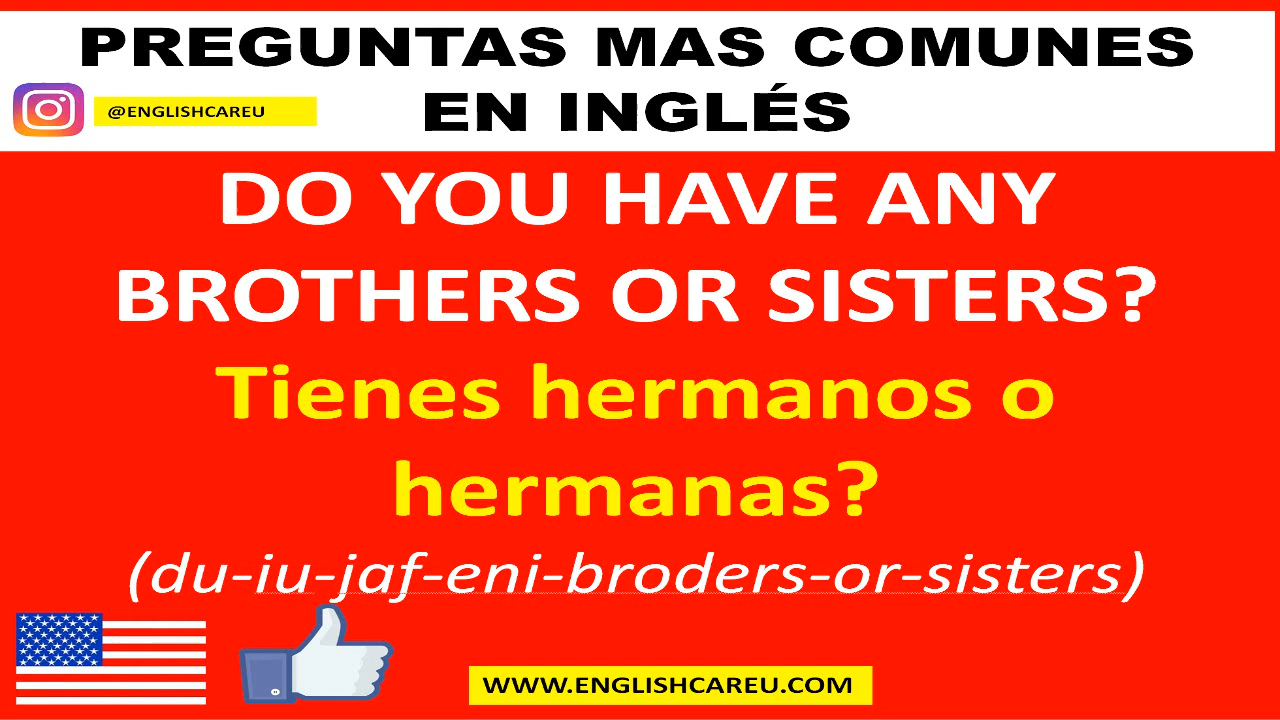 PREGUNTAS MAS COMUNES
EN INGLÉS
@ENGLISHCAREU
DO YOU HAVE ANY
BROTHERS OR SISTERS?
Tienes hermanos o
hermanas?
(du-iu-jaf-eni-broders-or-sisters)
WWW.ENGLISHCAREU.COM